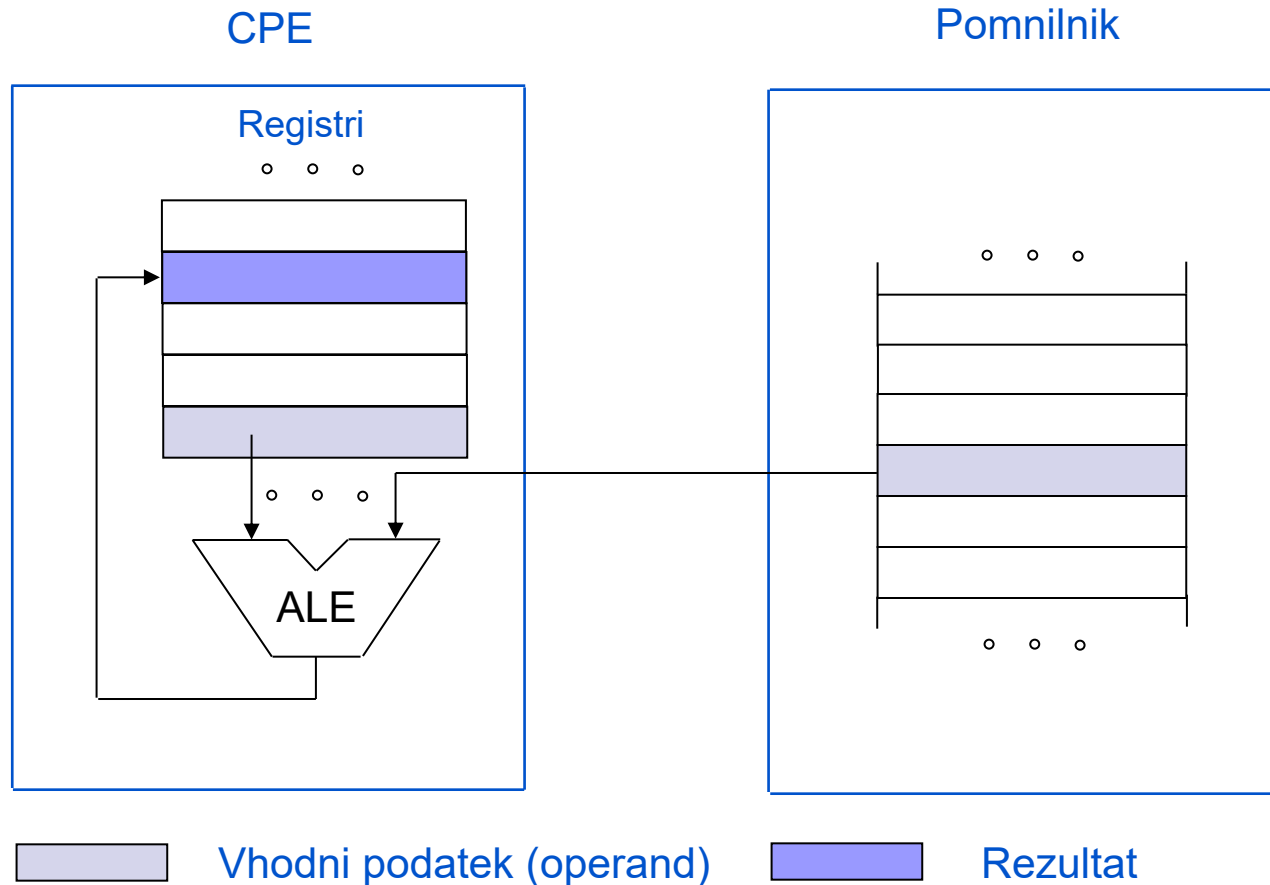 CPE
Pomnilnik
Registri
ALE
Vhodni podatek (operand)
Rezultat